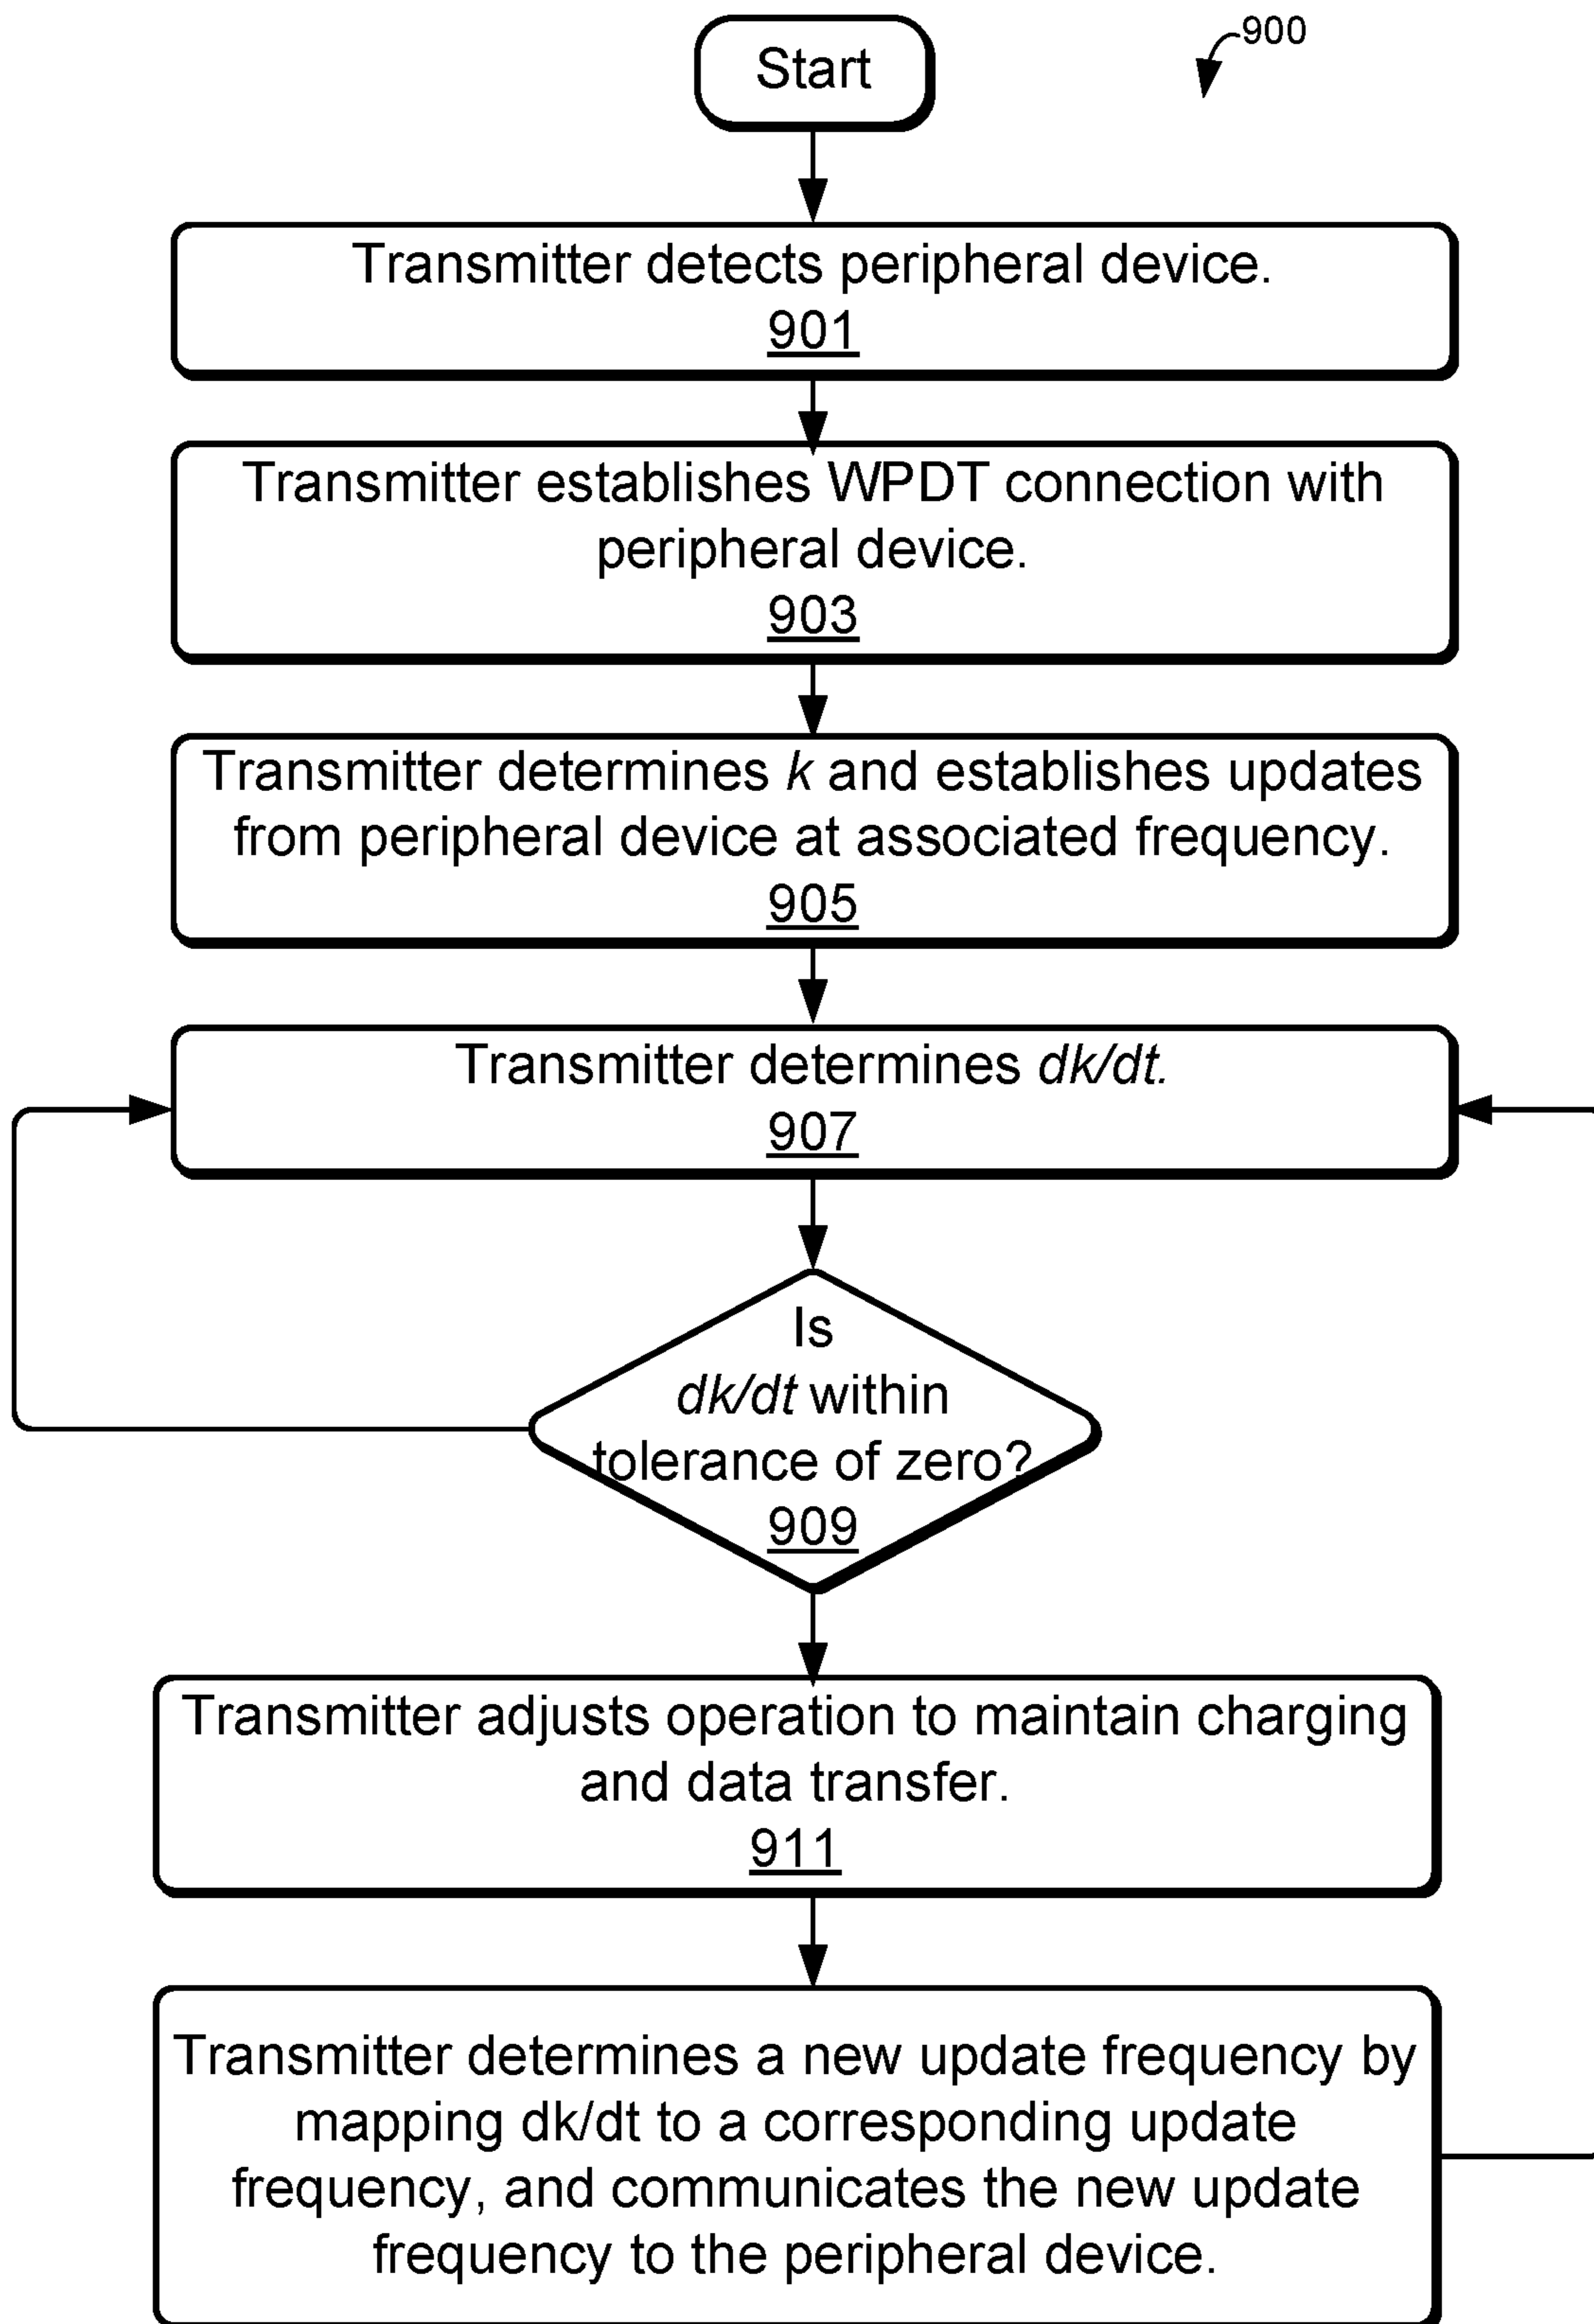 Start
900
Transmitter detects peripheral device.
901
Transmitter establishes WPDT connection with
peripheral device.
903
Transmitter determines k and establishes updates
from peripheral device at associated frequency.
905
Transmitter determines dk/dt.
907
Is
dk/dt within
tolerance of zero?
909
Transmitter adjusts operation to maintain charging
and data transfer.
911
Transmitter determines a new update frequency by
mapping dk/dt to a corresponding update
frequency, and communicates the new update
frequency to the peripheral device.